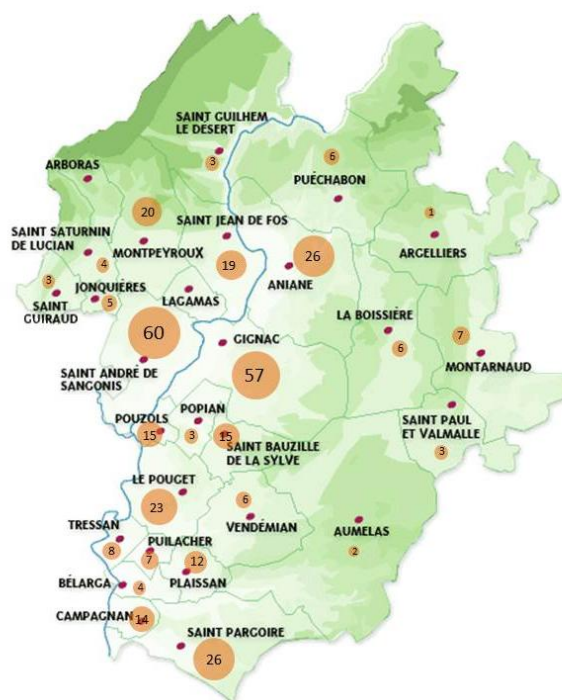 SAINT GUILHEM
LE DÉSERT
3
6
PUÉCHABON
ARBORAS
20
SAINT JEAN DE FOS
1
SAINT SATURNIN
DE LUCIAN
MONTPEYROUX
19
26
ANIANE
ARGELLIERS
4
3
JONQUIÈRES
5
SAINT
GUIRAUD
LAGAMAS
60
GIGNAC
LA BOISSIÈRE
6
7
MONTARNAUD
SAINT ANDRÉ DE
SANGONIS
57
POUZOLS
15
POPIAN
3
15
SAINT BAUZILLE
DE LA SYLVE
SAINT PAUL
ET VALMALLE
3
LE POUGET
23
6
VENDÉMIAN
AUMELAS
2
TRESSAN
8
PUILACHER
7
12
PLAISSAN
BÉLARGA
4
CAMPAGNAN
14
SAINT PARGOIRE
26